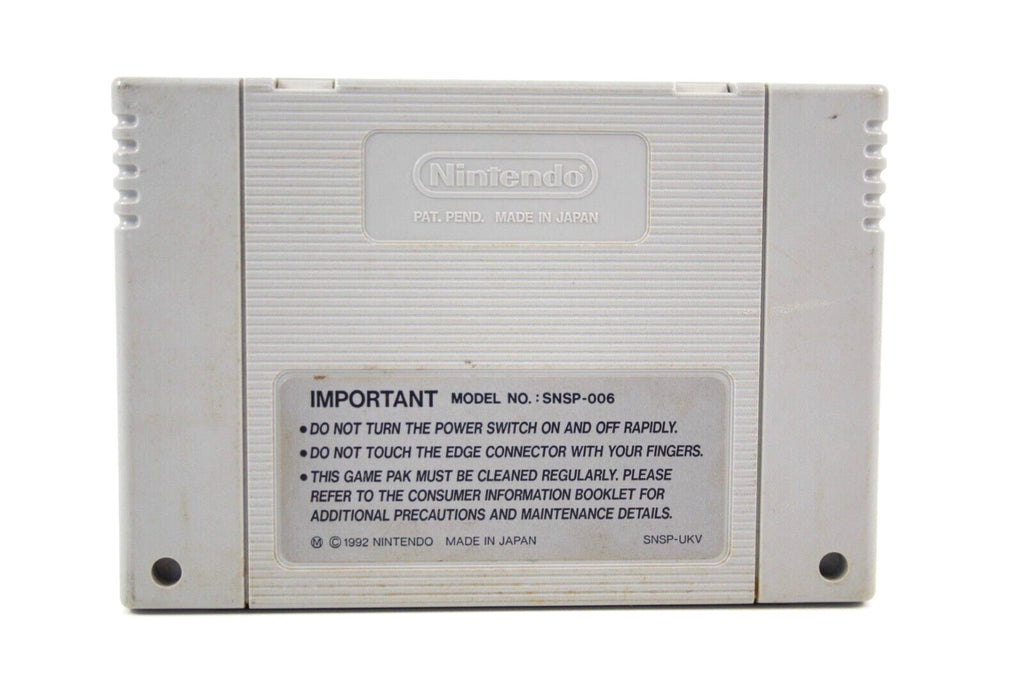 Nintendo®
PAT. PEND. MADE IN JAPAN
IMPORTANT MODEL NO.: SNSP-006
• DO NOT TURN THE POWER SWITCH ON AND OFF RAPIDLY.
• DO NOT TOUCH THE EDGE CONNECTOR WITH YOUR FINGERS.
• THIS GAME PAK MUST BE CLEANED REGULARLY. PLEASE
REFER TO THE CONSUMER INFORMATION BOOKLET FOR
ADDITIONAL PRECAUTIONS AND MAINTENANCE DETAILS.
Ⓜ © 1992 NINTENDO MADE IN JAPAN SNSP-UKV